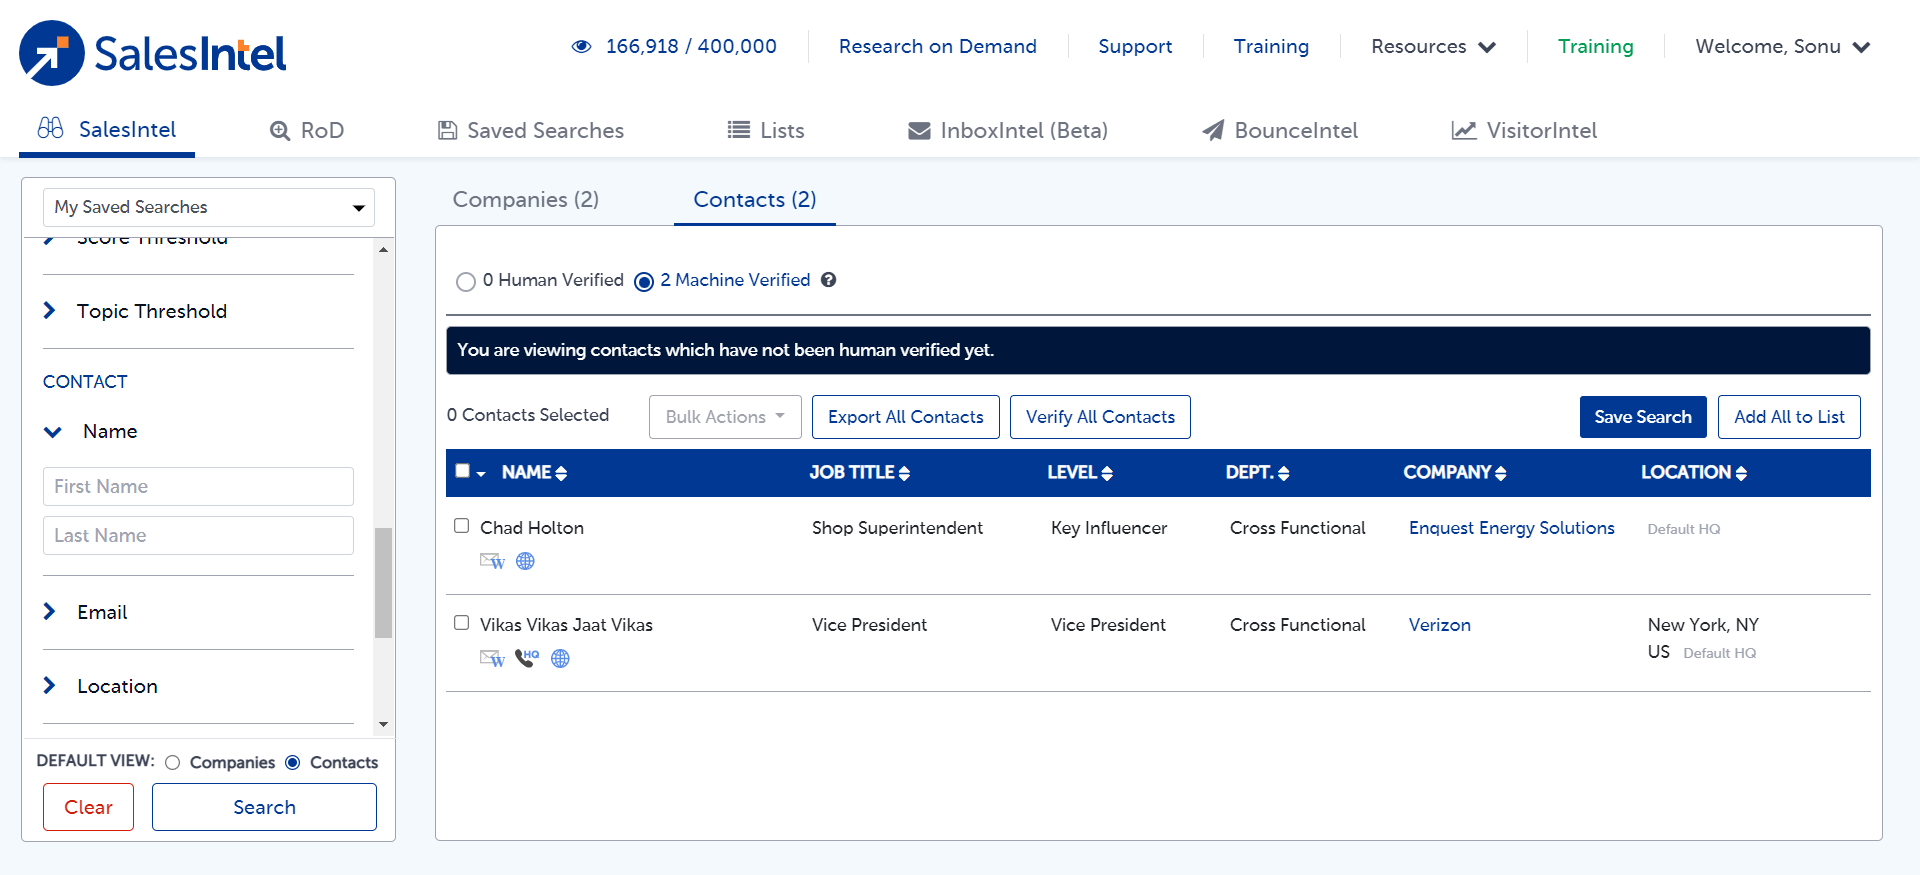 SalesIntel
166,918 / 400,000
Research on Demand
Support
Training
Resources
Training
Welcome, Sonu
SalesIntel
RoD
Saved Searches
Lists
InboxIntel (Beta)
BounceIntel
VisitorIntel
My Saved Searches
Score Threshold
Topic Threshold
CONTACT
Name
First Name
Last Name
Email
Location
DEFAULT VIEW: Companies Contacts
Clear
Search
Companies (2)
Contacts (2)
0 Human Verified 2 Machine Verified ?
You are viewing contacts which have not been human verified yet.
0 Contacts Selected
Bulk Actions
Export All Contacts
Verify All Contacts
Save Search
Add All to List
NAME JOB TITLE LEVEL DEPT. COMPANY LOCATION
Chad Holton Shop Superintendent Key Influencer Cross Functional Enquest Energy Solutions Default HQ
W
Vikas Vikas Jaat Vikas Vice President Vice President Cross Functional Verizon New York, NY
US Default HQ
W HQ